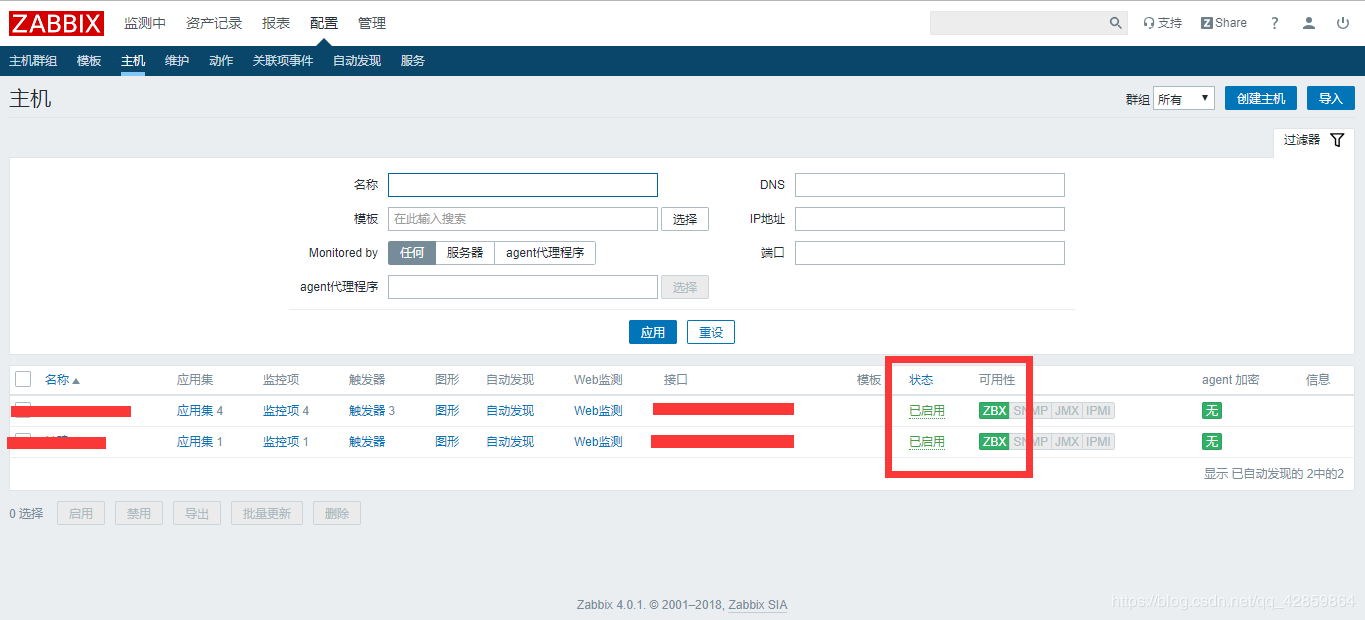 ZABBIX 监测中 资产记录 报表 配置 管理 支持 Z Share ?
主机群组 模板 主机 维护 动作 关联项事件 自动发现 服务
主机 群组 所有 创建主机 导入
过滤器
名称 DNS
模板 在此输入搜索 选择 IP地址
Monitored by 任何 服务器 agent代理程序 端口
agent代理程序 选择
应用 重设
名称 应用集 监控项 触发器 图形 自动发现 Web监测 接口 模板 状态 可用性 agent 加密 信息
应用集 4 监控项 4 触发器 3 图形 自动发现 Web监测 已启用 ZBX SNMP JMX IPMI 无
应用集 1 监控项 1 触发器 图形 自动发现 Web监测 已启用 ZBX SNMP JMX IPMI 无
显示 已自动发现的 2中的2
0 选择 启用 禁用 导出 批量更新 删除
Zabbix 4.0.1. © 2001–2018, Zabbix SIA
https://blog.csdn.net/qq_42859864